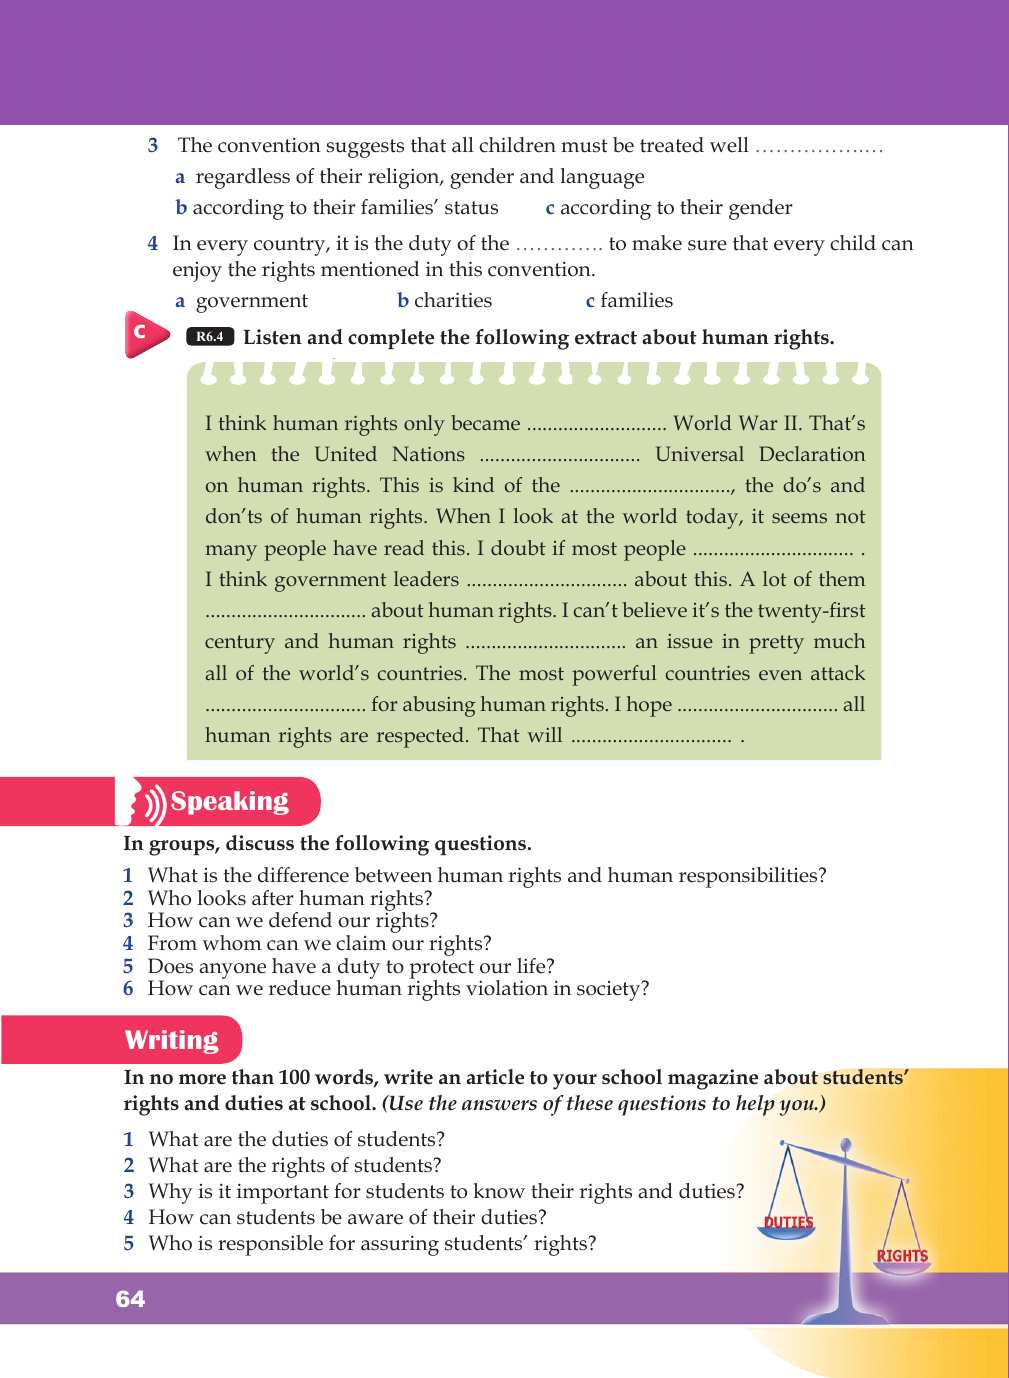 3 The convention suggests that all children must be treated well ……………..…
a regardless of their religion, gender and language
b according to their families’ status c according to their gender
4 In every country, it is the duty of the …………. to make sure that every child can
enjoy the rights mentioned in this convention.
a government b charities c families
C R6.4 Listen and complete the following extract about human rights.
I think human rights only became ........................... World War II. That’s
when the United Nations ............................... Universal Declaration
on human rights. This is kind of the ..............................., the do’s and
don’ts of human rights. When I look at the world today, it seems not
many people have read this. I doubt if most people ............................... .
I think government leaders ............................... about this. A lot of them
............................... about human rights. I can’t believe it’s the twenty-first
century and human rights ............................... an issue in pretty much
all of the world’s countries. The most powerful countries even attack
............................... for abusing human rights. I hope ............................... all
human rights are respected. That will ............................... .
Speaking
In groups, discuss the following questions.
1 What is the difference between human rights and human responsibilities?
2 Who looks after human rights?
3 How can we defend our rights?
4 From whom can we claim our rights?
5 Does anyone have a duty to protect our life?
6 How can we reduce human rights violation in society?
Writing
In no more than 100 words, write an article to your school magazine about students’
rights and duties at school. (Use the answers of these questions to help you.)
1 What are the duties of students?
2 What are the rights of students?
3 Why is it important for students to know their rights and duties?
4 How can students be aware of their duties?
5 Who is responsible for assuring students’ rights?
DUTIES
RIGHTS
64